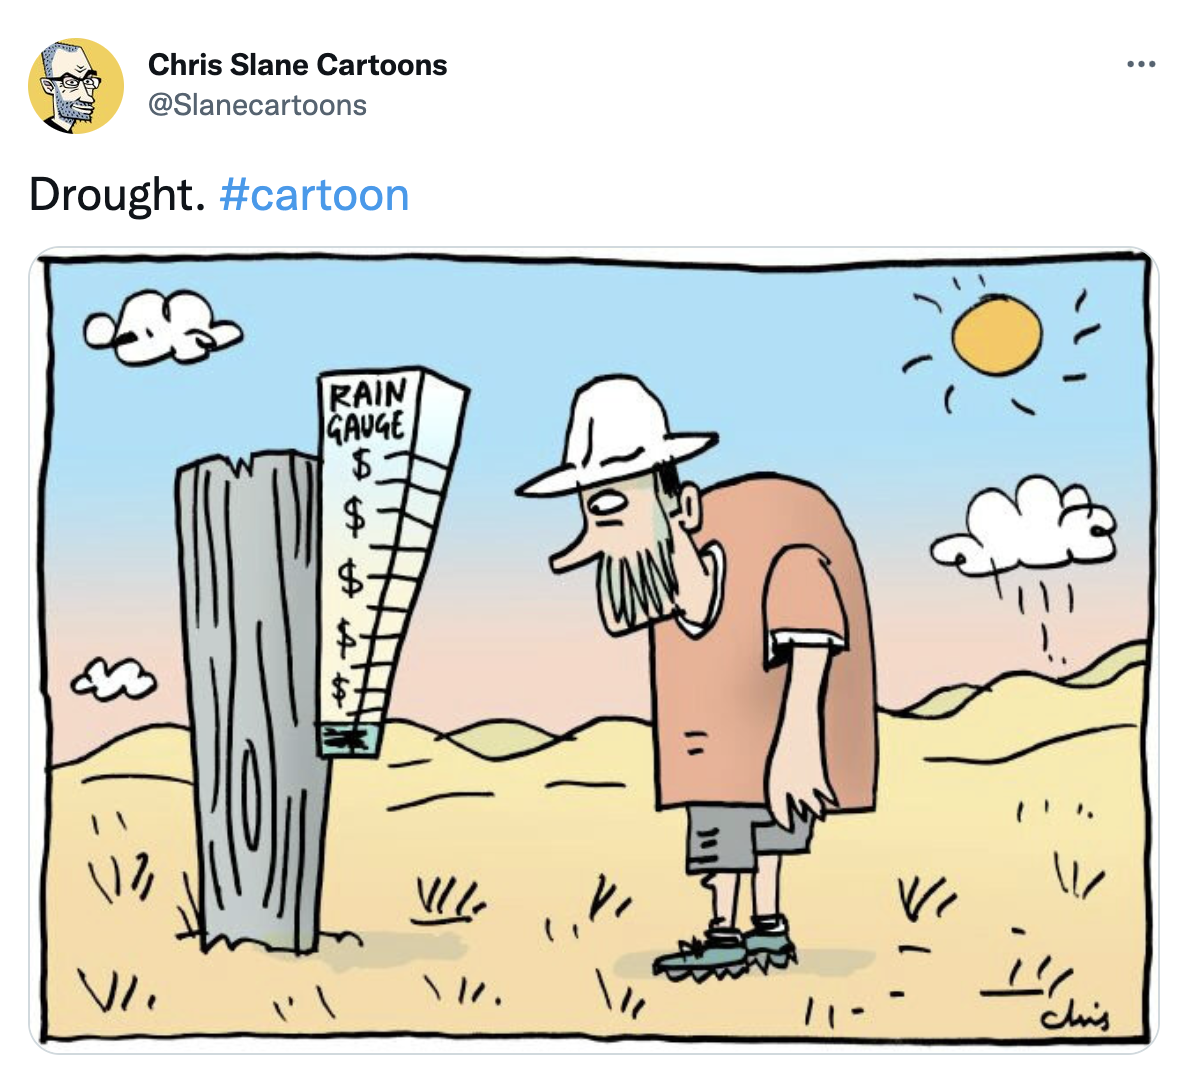 Chris Slane Cartoons
@Slanecartoons
Drought. #cartoon
RAIN
GAUGE
$
$
$
$
$
chris